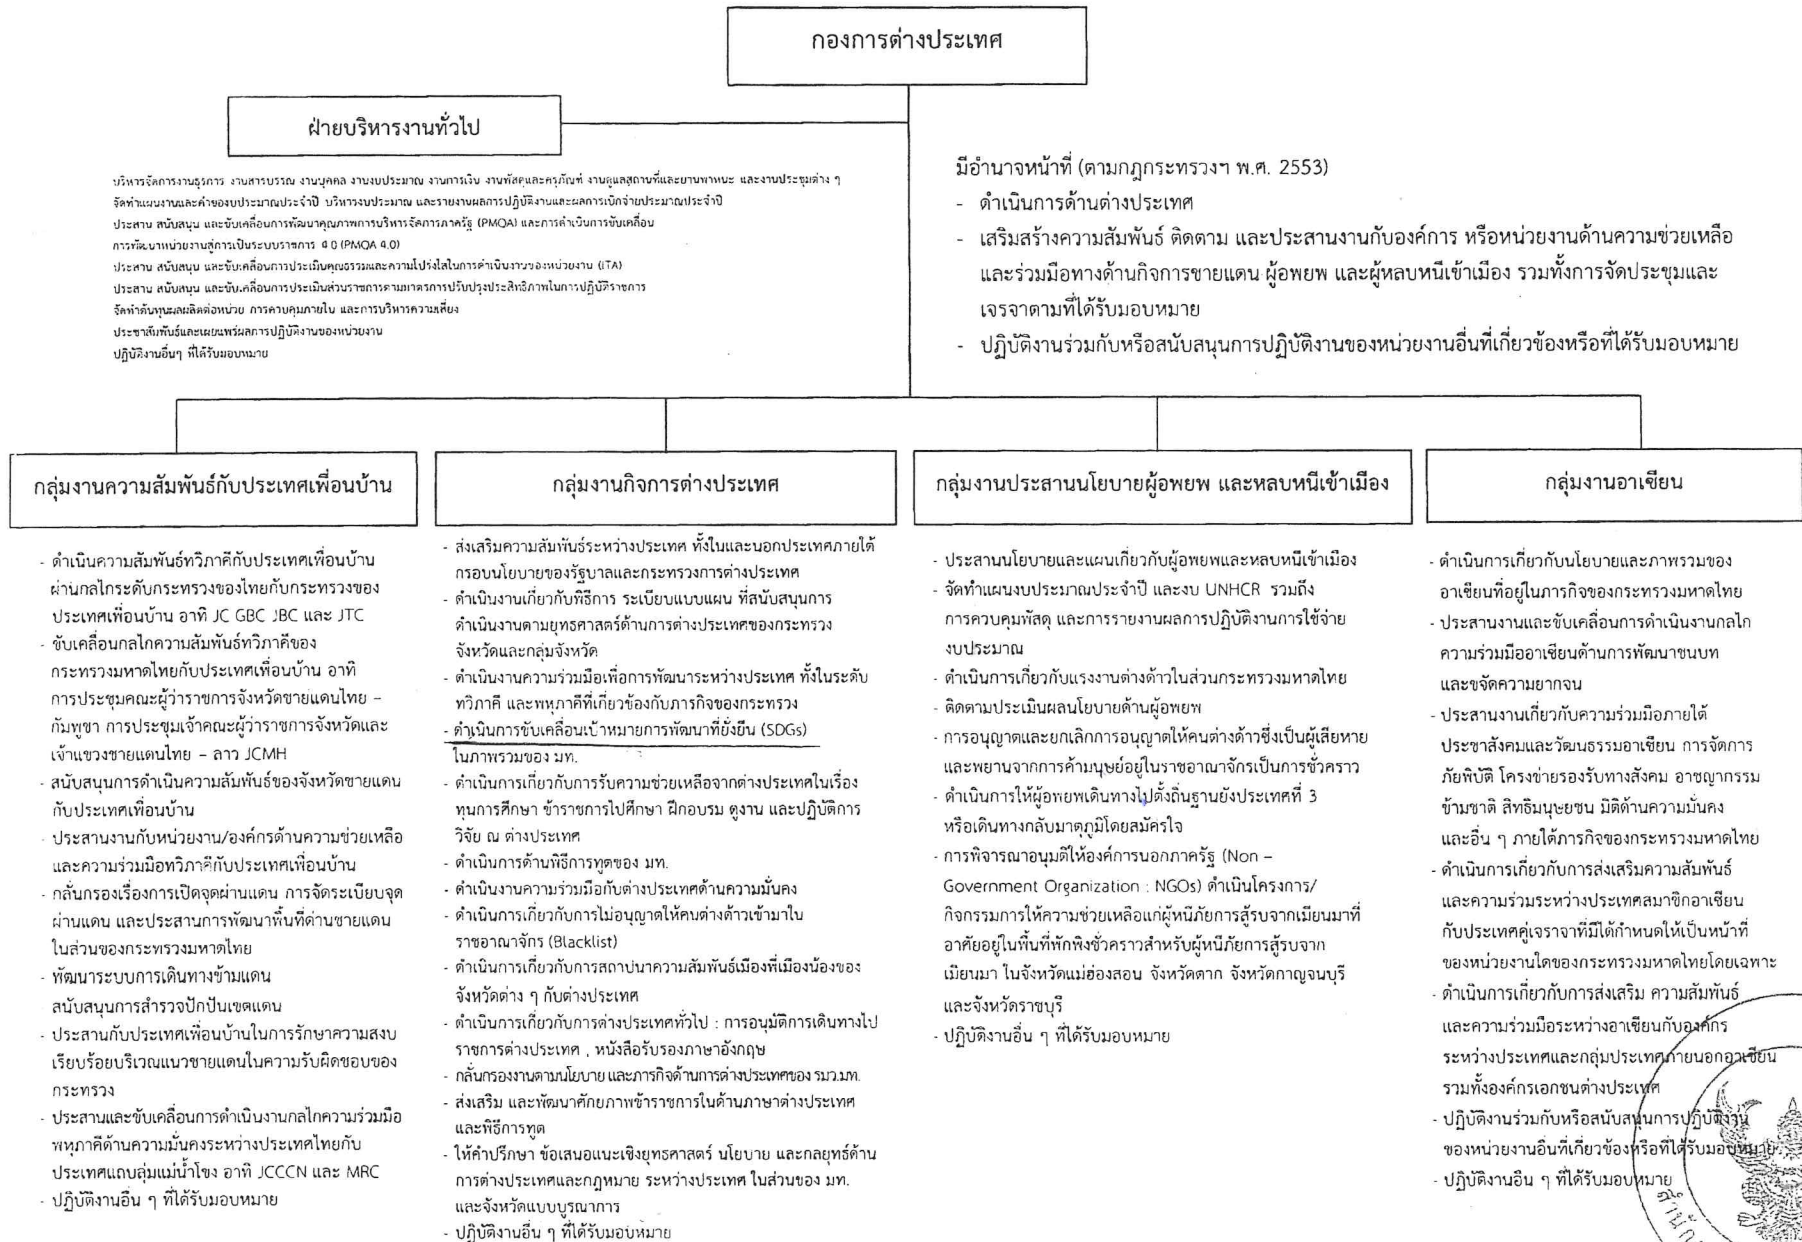 กองการต่างประเทศ
ฝ่ายบริหารงานทั่วไป
บริหารจัดการงานธุรการ งานสารบรรณ งานบุคคล งานงบประมาณ งานการเงิน งานพัสดุและครุภัณฑ์ งานดูแลสถานที่และยานพาหนะ และงานประชุมต่าง ๆ
จัดทำแผนงานและคำของบประมาณประจำปี บริหารงบประมาณ และรายงานผลการปฏิบัติงานและผลการเบิกจ่ายประมาณประจำปี
ประสาน สนับสนุน และขับเคลื่อนการพัฒนาคุณภาพการบริหารจัดการภาครัฐ (PMQA) และการดำเนินการขับเคลื่อน
การพัฒนาหน่วยงานสู่การเป็นระบบราชการ 4.0 (PMQA 4.0)
ประสาน สนับสนุน และขับเคลื่อนการประเมินคุณธรรมและความโปร่งใสในการดำเนินงานของหน่วยงาน (ITA)
ประสาน สนับสนุน และขับเคลื่อนการประเมินส่วนราชการตามมาตรการปรับปรุงประสิทธิภาพในการปฏิบัติราชการ
จัดทำต้นทุนผลผลิตต่อหน่วย การควบคุมภายใน และการบริหารความเสี่ยง
ประชาสัมพันธ์และเผยแพร่ผลการปฏิบัติงานของหน่วยงาน
ปฏิบัติงานอื่นๆ ที่ได้รับมอบหมาย
มีอำนาจหน้าที่ (ตามกฎกระทรวงฯ พ.ศ. 2553)
- ดำเนินการด้านต่างประเทศ
- เสริมสร้างความสัมพันธ์ ติดตาม และประสานงานกับองค์การ หรือหน่วยงานด้านความช่วยเหลือ
และร่วมมือทางด้านกิจการชายแดน ผู้อพยพ และผู้หลบหนีเข้าเมือง รวมทั้งการจัดประชุมและ
เจรจาตามที่ได้รับมอบหมาย
- ปฏิบัติงานร่วมกับหรือสนับสนุนการปฏิบัติงานของหน่วยงานอื่นที่เกี่ยวข้องหรือที่ได้รับมอบหมาย
กลุ่มงานความสัมพันธ์กับประเทศเพื่อนบ้าน
- ดำเนินความสัมพันธ์ทวิภาคีกับประเทศเพื่อนบ้าน
ผ่านกลไกระดับกระทรวงของไทยกับกระทรวงของ
ประเทศเพื่อนบ้าน อาทิ JC GBC JBC และ JTC
- ขับเคลื่อนกลไกความสัมพันธ์ทวิภาคีของ
กระทรวงมหาดไทยกับประเทศเพื่อนบ้าน อาทิ
การประชุมคณะผู้ว่าราชการจังหวัดชายแดนไทย –
กัมพูชา การประชุมเจ้าคณะผู้ว่าราชการจังหวัดและ
เจ้าแขวงชายแดนไทย – ลาว JCMH
- สนับสนุนการดำเนินความสัมพันธ์ของจังหวัดชายแดน
กับประเทศเพื่อนบ้าน
- ประสานงานกับหน่วยงาน/องค์กรด้านความช่วยเหลือ
และความร่วมมือทวิภาคีกับประเทศเพื่อนบ้าน
- กลั่นกรองเรื่องการเปิดจุดผ่านแดน การจัดระเบียบจุด
ผ่านแดน และประสานการพัฒนาพื้นที่ด่านชายแดน
ในส่วนของกระทรวงมหาดไทย
- พัฒนาระบบการเดินทางข้ามแดน
สนับสนุนการสำรวจปักปันเขตแดน
- ประสานกับประเทศเพื่อนบ้านในการรักษาความสงบ
เรียบร้อยบริเวณแนวชายแดนในความรับผิดชอบของ
กระทรวง
- ประสานและขับเคลื่อนการดำเนินงานกลไกความร่วมมือ
พหุภาคีด้านความมั่นคงระหว่างประเทศไทยกับ
ประเทศแถบลุ่มแม่น้ำโขง อาทิ JCCCN และ MRC
- ปฏิบัติงานอื่น ๆ ที่ได้รับมอบหมาย
กลุ่มงานกิจการต่างประเทศ
- ส่งเสริมความสัมพันธ์ระหว่างประเทศ ทั้งในและนอกประเทศภายใต้
กรอบนโยบายของรัฐบาลและกระทรวงการต่างประเทศ
- ดำเนินงานเกี่ยวกับพิธีการ ระเบียบแบบแผน ที่สนับสนุนการ
ดำเนินงานตามยุทธศาสตร์ด้านการต่างประเทศของกระทรวง
จังหวัดและกลุ่มจังหวัด
- ดำเนินงานความร่วมมือเพื่อการพัฒนาระหว่างประเทศ ทั้งในระดับ
ทวิภาคี และพหุภาคีที่เกี่ยวข้องกับภารกิจของกระทรวง
- ดำเนินการขับเคลื่อนเป้าหมายการพัฒนาที่ยั่งยืน (SDGs)
ในภาพรวมของ มท.
- ดำเนินการเกี่ยวกับการรับความช่วยเหลือจากต่างประเทศในเรื่อง
ทุนการศึกษา ข้าราชการไปศึกษา ฝึกอบรม ดูงาน และปฏิบัติการ
วิจัย ณ ต่างประเทศ
- ดำเนินการด้านพิธีการทูตของ มท.
- ดำเนินงานความร่วมมือกับต่างประเทศด้านความมั่นคง
- ดำเนินการเกี่ยวกับการไม่อนุญาตให้คนต่างด้าวเข้ามาใน
ราชอาณาจักร (Blacklist)
- ดำเนินการเกี่ยวกับการสถาปนาความสัมพันธ์เมืองพี่เมืองน้องของ
จังหวัดต่าง ๆ กับต่างประเทศ
- ดำเนินการเกี่ยวกับการต่างประเทศทั่วไป : การอนุมัติการเดินทางไป
ราชการต่างประเทศ , หนังสือรับรองภาษาอังกฤษ
- กลั่นกรองงานตามนโยบาย และภารกิจด้านการต่างประเทศของ รมว.มท.
- ส่งเสริม และพัฒนาศักยภาพข้าราชการในด้านภาษาต่างประเทศ
และพิธีการทูต
- ให้คำปรึกษา ข้อเสนอแนะเชิงยุทธศาสตร์ นโยบาย และกลยุทธ์ด้าน
การต่างประเทศและกฎหมาย ระหว่างประเทศ ในส่วนของ มท.
และจังหวัดแบบบูรณาการ
- ปฏิบัติงานอื่น ๆ ที่ได้รับมอบหมาย
กลุ่มงานประสานนโยบายผู้อพยพ และหลบหนีเข้าเมือง
- ประสานนโยบายและแผนเกี่ยวกับผู้อพยพและหลบหนีเข้าเมือง
- จัดทำแผนงบประมาณประจำปี และงบ UNHCR รวมถึง
การควบคุมพัสดุ และการรายงานผลการปฏิบัติงานการใช้จ่าย
งบประมาณ
- ดำเนินการเกี่ยวกับแรงงานต่างด้าวในส่วนกระทรวงมหาดไทย
- ติดตามประเมินผลนโยบายด้านผู้อพยพ
- การอนุญาตและยกเลิกการอนุญาตให้คนต่างด้าวซึ่งเป็นผู้เสียหาย
และพยานจากการค้ามนุษย์อยู่ในราชอาณาจักรเป็นการชั่วคราว
- ดำเนินการให้ผู้อพยพเดินทางไปตั้งถิ่นฐานยังประเทศที่ 3
หรือเดินทางกลับมาตุภูมิโดยสมัครใจ
- การพิจารณาอนุมัติให้องค์การนอกภาครัฐ (Non –
Government Organization : NGOs) ดำเนินโครงการ/
กิจกรรมการให้ความช่วยเหลือแก่ผู้หนีภัยการสู้รบจากเมียนมาที่
อาศัยอยู่ในพื้นที่พักพิงชั่วคราวสำหรับผู้หนีภัยการสู้รบจาก
เมียนมา ในจังหวัดแม่ฮ่องสอน จังหวัดตาก จังหวัดกาญจนบุรี
และจังหวัดราชบุรี
- ปฏิบัติงานอื่น ๆ ที่ได้รับมอบหมาย
กลุ่มงานอาเซียน
- ดำเนินการเกี่ยวกับนโยบายและภาพรวมของ
อาเซียนที่อยู่ในภารกิจของกระทรวงมหาดไทย
- ประสานงานและขับเคลื่อนการดำเนินงานกลไก
ความร่วมมืออาเซียนด้านการพัฒนาชนบท
และขจัดความยากจน
- ประสานงานเกี่ยวกับความร่วมมือภายใต้
ประชาสังคมและวัฒนธรรมอาเซียน การจัดการ
ภัยพิบัติ โครงข่ายรองรับทางสังคม อาชญากรรม
ข้ามชาติ สิทธิมนุษยชน มิติด้านความมั่นคง
และอื่น ๆ ภายใต้ภารกิจของกระทรวงมหาดไทย
- ดำเนินการเกี่ยวกับการส่งเสริมความสัมพันธ์
และความร่วมระหว่างประเทศสมาชิกอาเซียน
กับประเทศคู่เจราจาที่มิได้กำหนดให้เป็นหน้าที่
ของหน่วยงานใดของกระทรวงมหาดไทยโดยเฉพาะ
- ดำเนินการเกี่ยวกับการส่งเสริม ความสัมพันธ์
และความร่วมมือระหว่างอาเซียนกับองค์กร
ระหว่างประเทศและกลุ่มประเทศภายนอกอาเซียน
รวมทั้งองค์กรเอกชนต่างประเทศ
- ปฏิบัติงานร่วมกับหรือสนับสนุนการปฏิบัติงาน
ของหน่วยงานอื่นที่เกี่ยวข้องหรือที่ได้รับมอบหมาย
- ปฏิบัติงานอื่น ๆ ที่ได้รับมอบหมาย